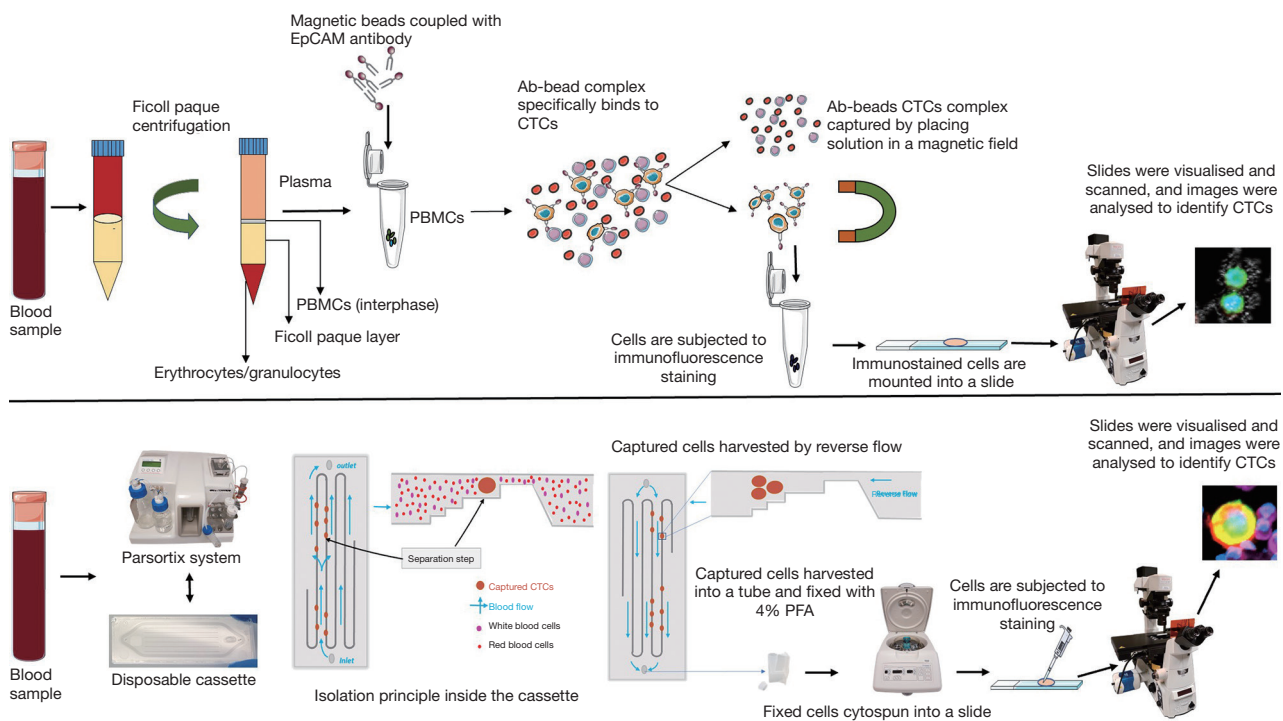 Magnetic beads coupled with
EpCAM antibody
Ficoll paque
centrifugation
Ab-bead complex
specifically binds to
CTCs
Ab-beads CTCs complex
captured by placing
solution in a magnetic field
Slides were visualised and
scanned, and images were
analysed to identify CTCs
Plasma
PBMCs
Blood
sample
PBMCs (interphase)
Ficoll paque layer
Erythrocytes/granulocytes
Cells are subjected to
immunofluorescence
staining
Immunostained cells are
mounted into a slide
Slides were visualised and
scanned, and images were
analysed to identify CTCs
Captured cells harvested by reverse flow
outlet
Reverse flow
Parsortix system
Separation step
Captured CTCs
Blood flow
White blood cells
Red blood cells
Captured cells harvested
into a tube and fixed with
4% PFA
Cells are subjected to
immunofluorescence
staining
Inlet
Blood
sample
Disposable cassette
Isolation principle inside the cassette
Fixed cells cytospun into a slide